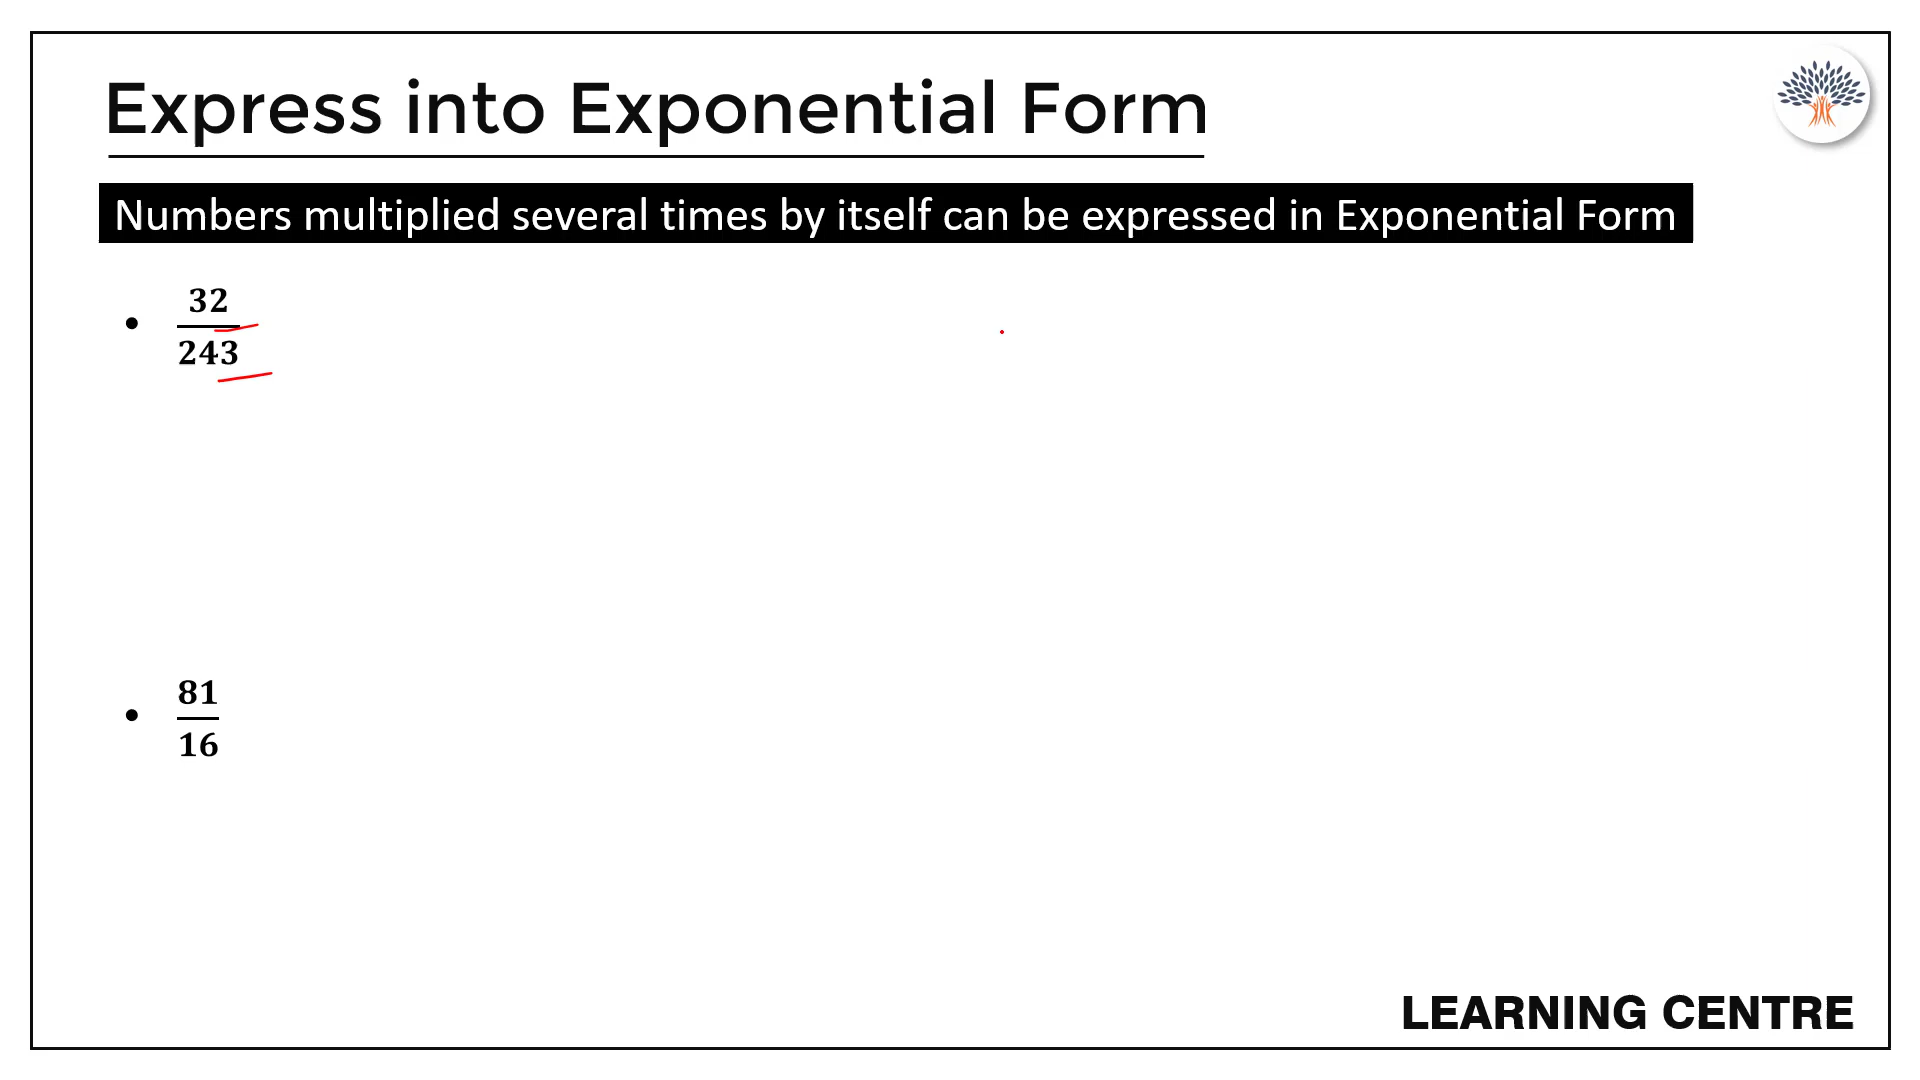 Express into Exponential Form
Numbers multiplied several times by itself can be expressed in Exponential Form
• 32
243
• 81
16
LEARNING CENTRE